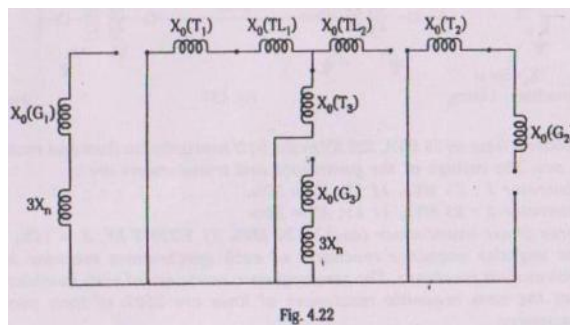 X₀(T₁) X₀(TL₁) X₀(TL₂) X₀(T₂)
X₀(G₁)
X₀(T₃)
X₀(G₂)
X₀(G₃)
3Xₙ
3Xₙ
Fig. 4.22